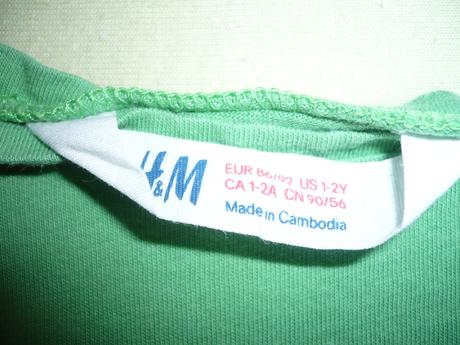 H&M
EUR 86/92 US 1-2Y
CA 1-2A CN 90/56
Made in Cambodia